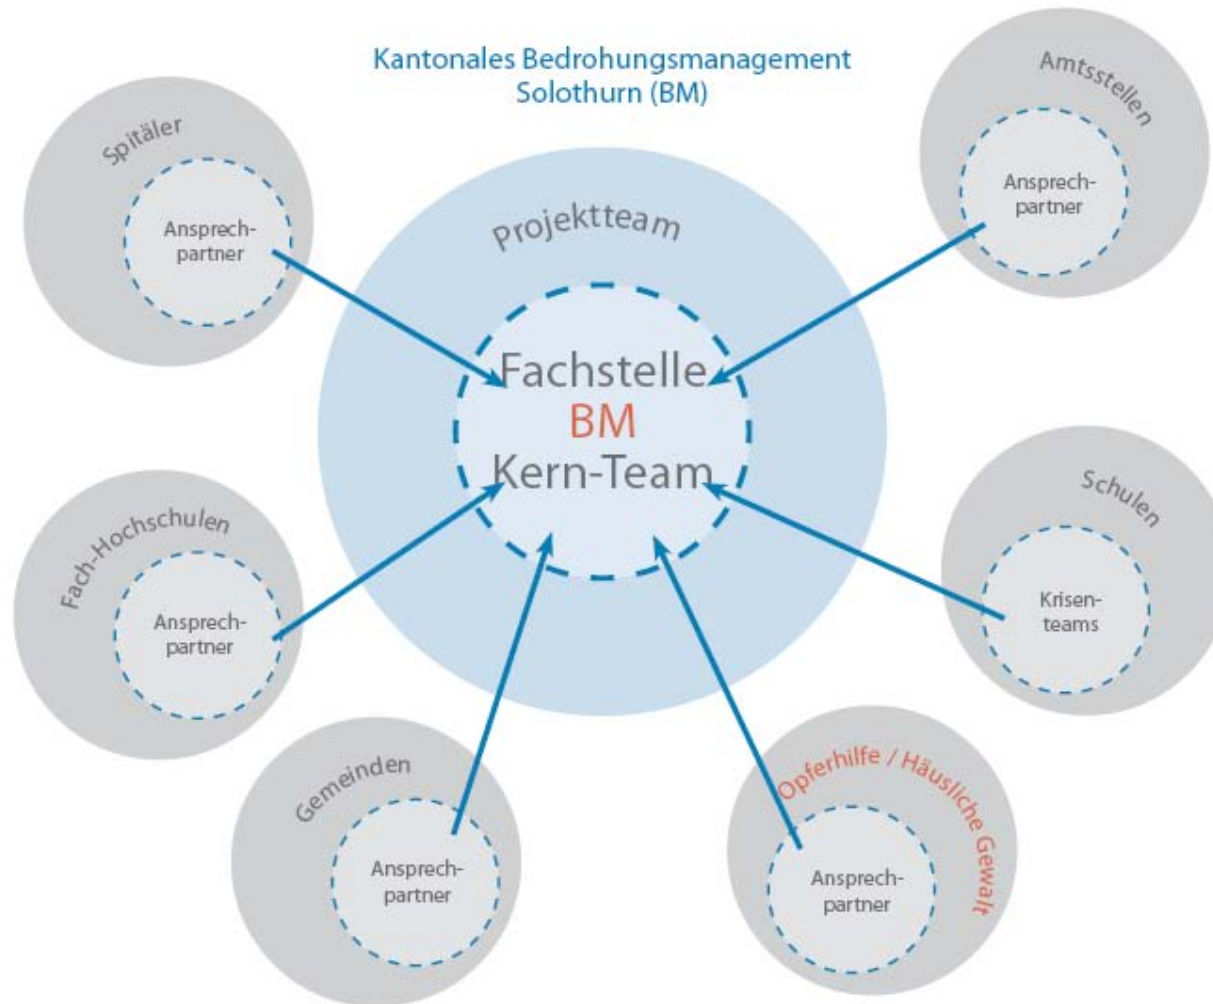 Kantonales Bedrohungsmanagement
Solothurn (BM)
Spitäler
Ansprech-
partner
Amtsstellen
Ansprech-
partner
Projektteam
Fachstelle
BM
Kern-Team
Fach-Hochschulen
Ansprech-
partner
Schulen
Krisen-
teams
Gemeinden
Ansprech-
partner
Opferhilfe / Häusliche Gewalt
Ansprech-
partner